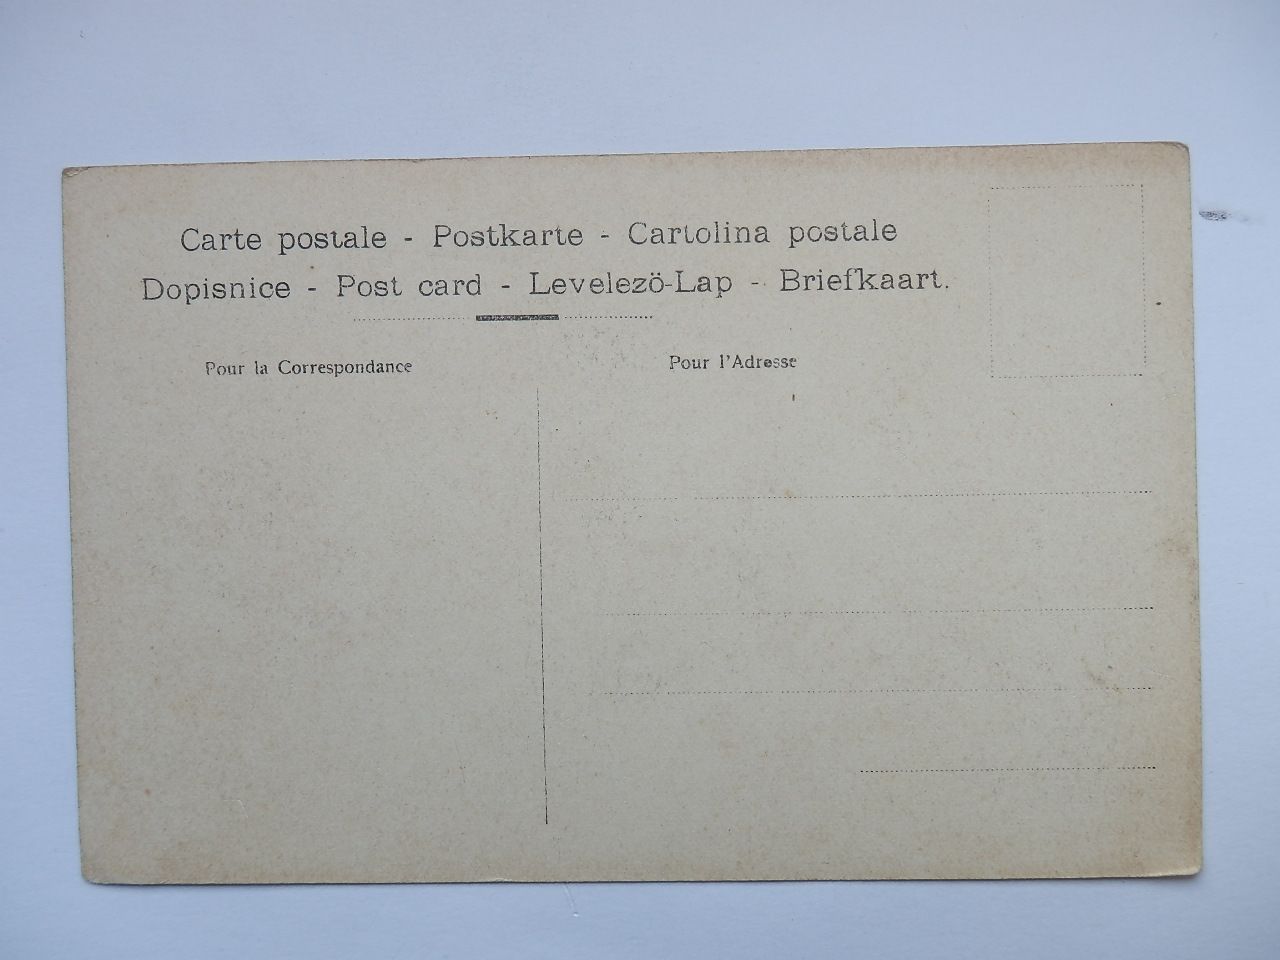 Carte postale - Postkarte - Cartolina postale
Dopisnice - Post card - Levelezö-Lap - Briefkaart.
Pour la Correspondance
Pour l'Adresse